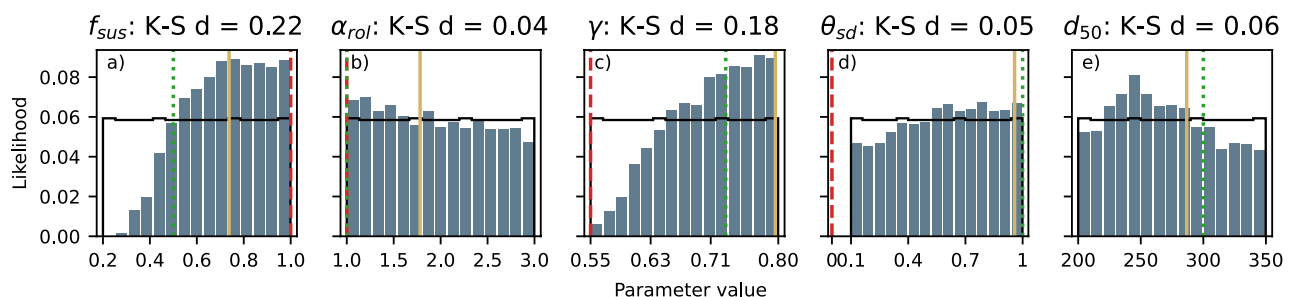 f_sus: K-S d = 0.22 α_rol: K-S d = 0.04 γ: K-S d = 0.18 θ_sd: K-S d = 0.05 d_50: K-S d = 0.06
a) b) c) d) e)
0.08
0.06
0.04
0.02
0.00
Likelihood
0.2 0.4 0.6 0.8 1.0 1.0 1.5 2.0 2.5 3.0 0.55 0.63 0.71 0.80 0 0.1 0.4 0.7 1 200 250 300 350
Parameter value